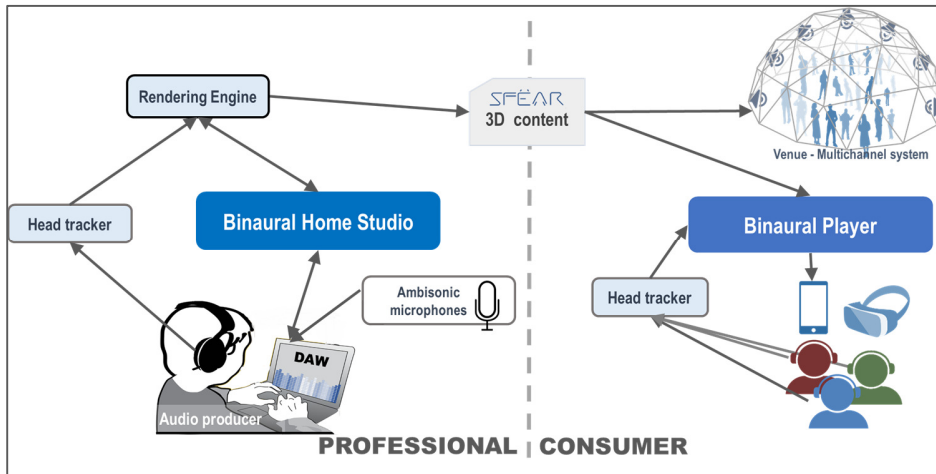 Rendering Engine
SFËAR
3D content
Venue - Multichannel system
Head tracker
Binaural Home Studio
Binaural Player
Ambisonic
microphones
Head tracker
DAW
Audio producer
PROFESSIONAL
CONSUMER